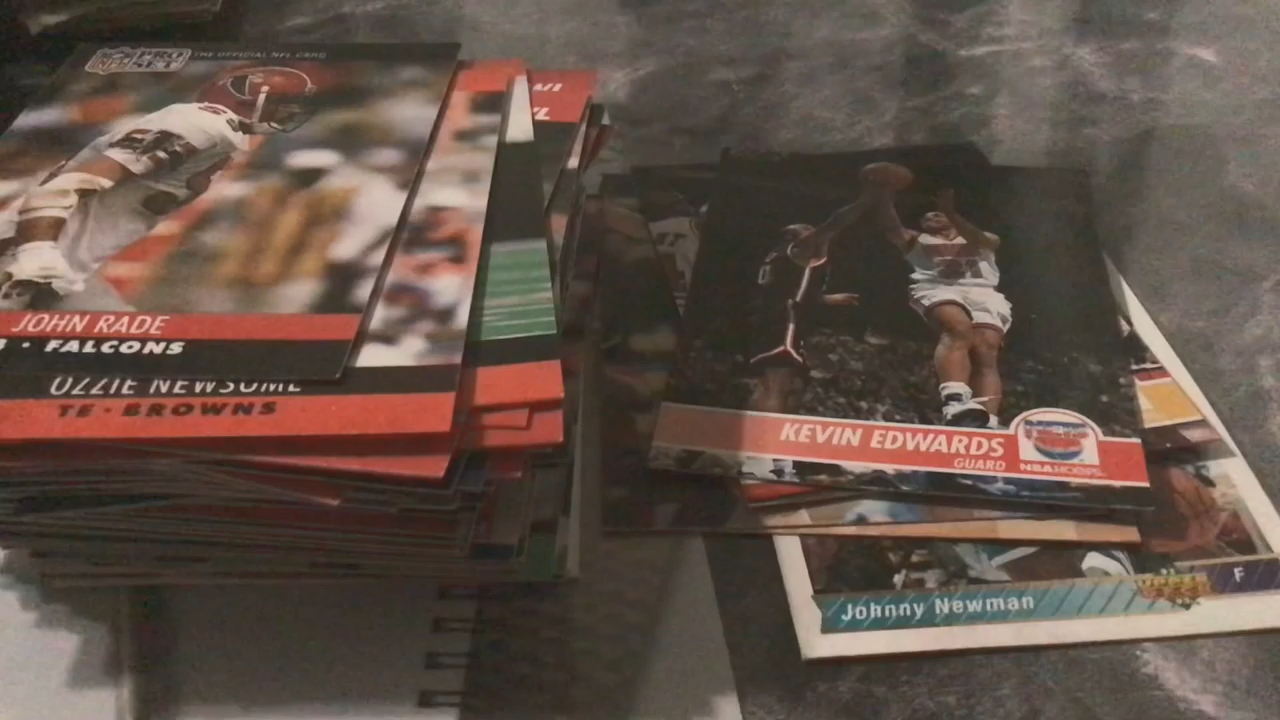 NFL PRO SET THE OFFICIAL NFL CARD
JOHN RADE
· FALCONS
OZZIE NEWSOME
TE · BROWNS
KEVIN EDWARDS
GUARD
NBA HOOPS
Johnny Newman
F